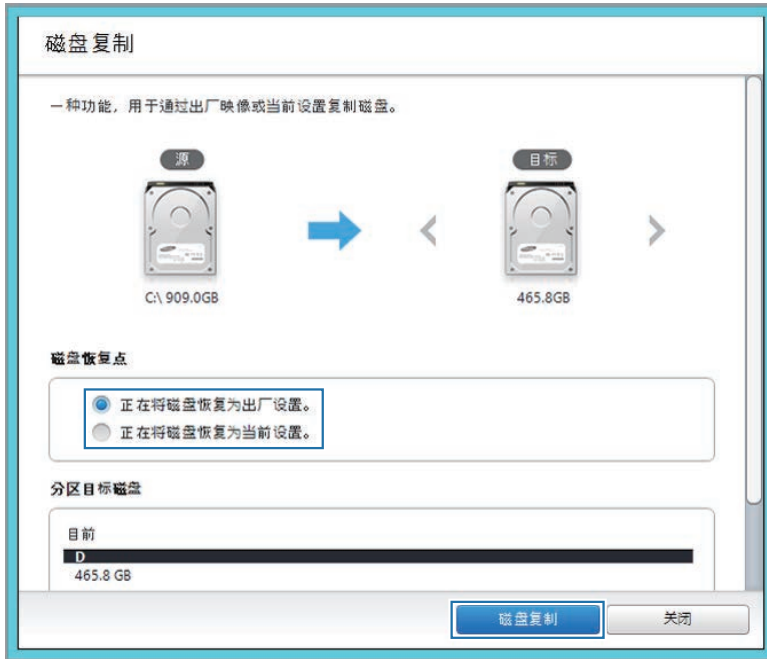 磁盘复制
一种功能，用于通过出厂映像或当前设置复制磁盘。
源
目标
C:\ 909.0GB
465.8GB
磁盘恢复点
正在将磁盘恢复为出厂设置。
正在将磁盘恢复为当前设置。
分区目标磁盘
目前
D
465.8 GB
磁盘复制
关闭